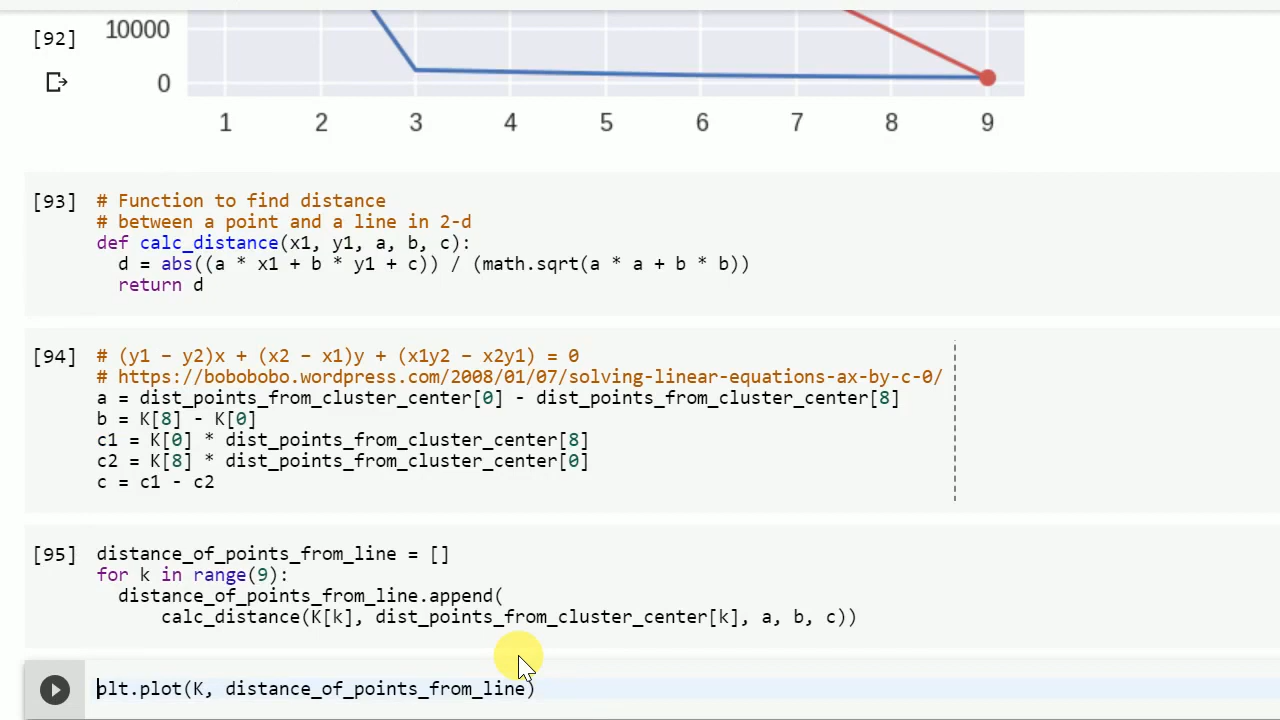 [92]
10000
0
1 2 3 4 5 6 7 8 9
[93] # Function to find distance
# between a point and a line in 2-d
def calc_distance(x1, y1, a, b, c):
  d = abs((a * x1 + b * y1 + c)) / (math.sqrt(a * a + b * b))
  return d
[94] # (y1 − y2)x + (x2 − x1)y + (x1y2 − x2y1) = 0
# https://bobobobo.wordpress.com/2008/01/07/solving-linear-equations-ax-by-c-0/
a = dist_points_from_cluster_center[0] - dist_points_from_cluster_center[8]
b = K[8] - K[0]
c1 = K[0] * dist_points_from_cluster_center[8]
c2 = K[8] * dist_points_from_cluster_center[0]
c = c1 - c2
[95] distance_of_points_from_line = []
for k in range(9):
  distance_of_points_from_line.append(
      calc_distance(K[k], dist_points_from_cluster_center[k], a, b, c))
plt.plot(K, distance_of_points_from_line)